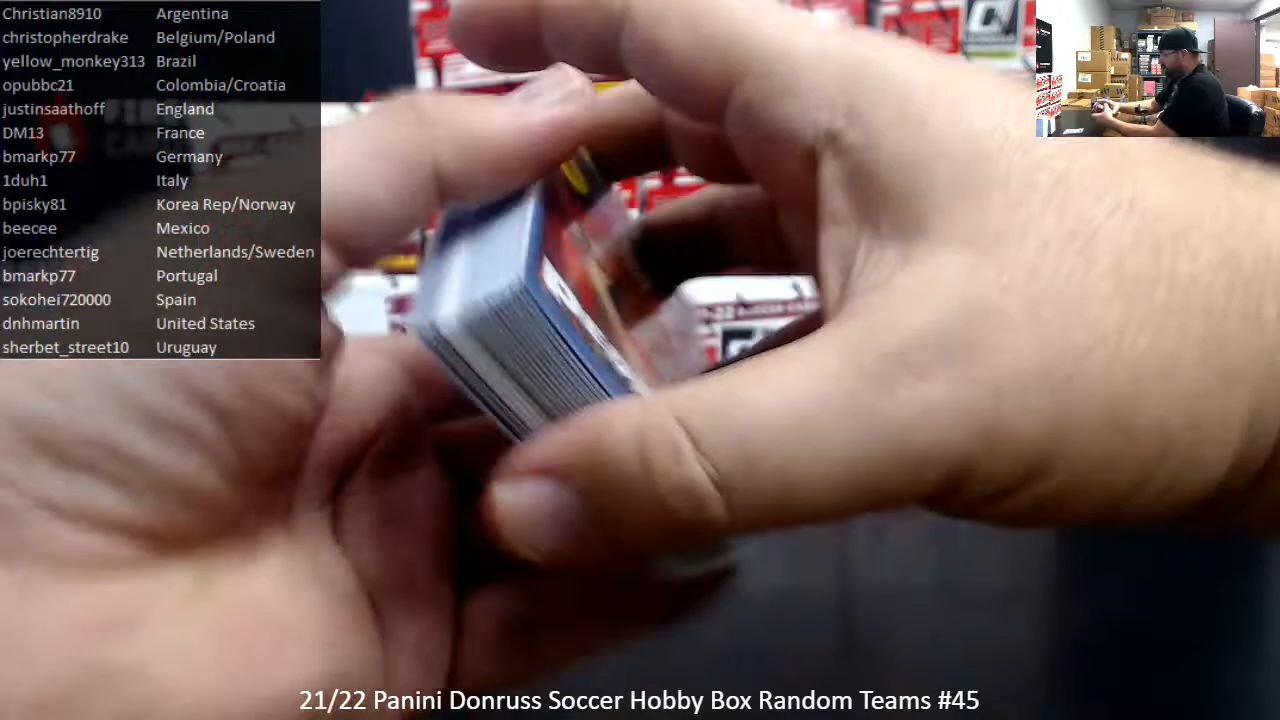 Christian8910 Argentina
christopherdrake Belgium/Poland
yellow_monkey313 Brazil
opubbc21 Colombia/Croatia
justinsaathoff England
DM13 France
bmarkp77 Germany
1duh1 Italy
bpisky81 Korea Rep/Norway
beecee Mexico
joerechtertig Netherlands/Sweden
bmarkp77 Portugal
sokohei720000 Spain
dnhmartin United States
sherbet_street10 Uruguay
21/22 Panini Donruss Soccer Hobby Box Random Teams #45